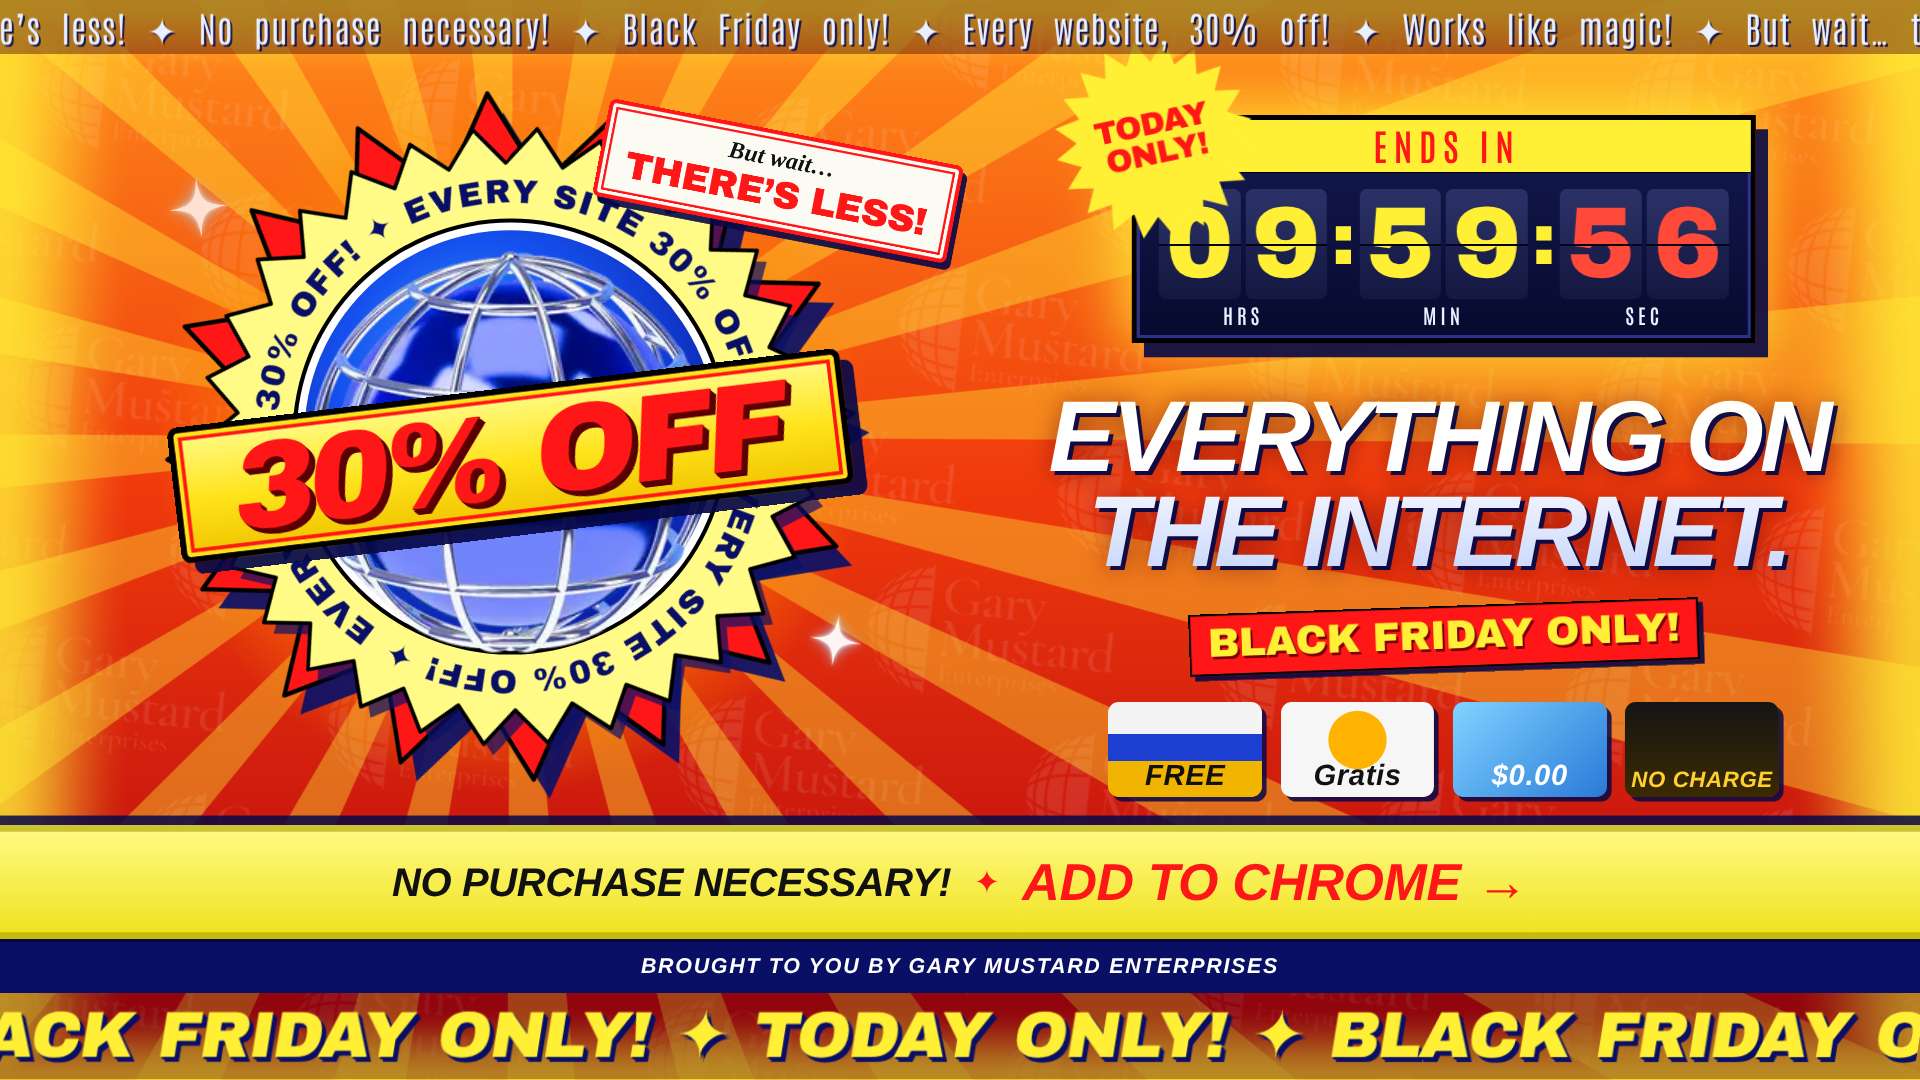 e’s less! ✦ No purchase necessary! ✦ Black Friday only! ✦ Every website, 30% off! ✦ Works like magic! ✦ But wait… t
But wait…
THERE’S LESS!
EVERY SITE 30% OFF! ✦ EVERY SITE 30% OFF! ✦
30% OFF
TODAY
ONLY!
ENDS IN
09:59:56
HRS MIN SEC
EVERYTHING ON
THE INTERNET.
BLACK FRIDAY ONLY!
FREE
Gratis
$0.00
NO CHARGE
NO PURCHASE NECESSARY! ✦ ADD TO CHROME →
BROUGHT TO YOU BY GARY MUSTARD ENTERPRISES
ACK FRIDAY ONLY! ✦ TODAY ONLY! ✦ BLACK FRIDAY O
Gary
Mustard
Enterprises